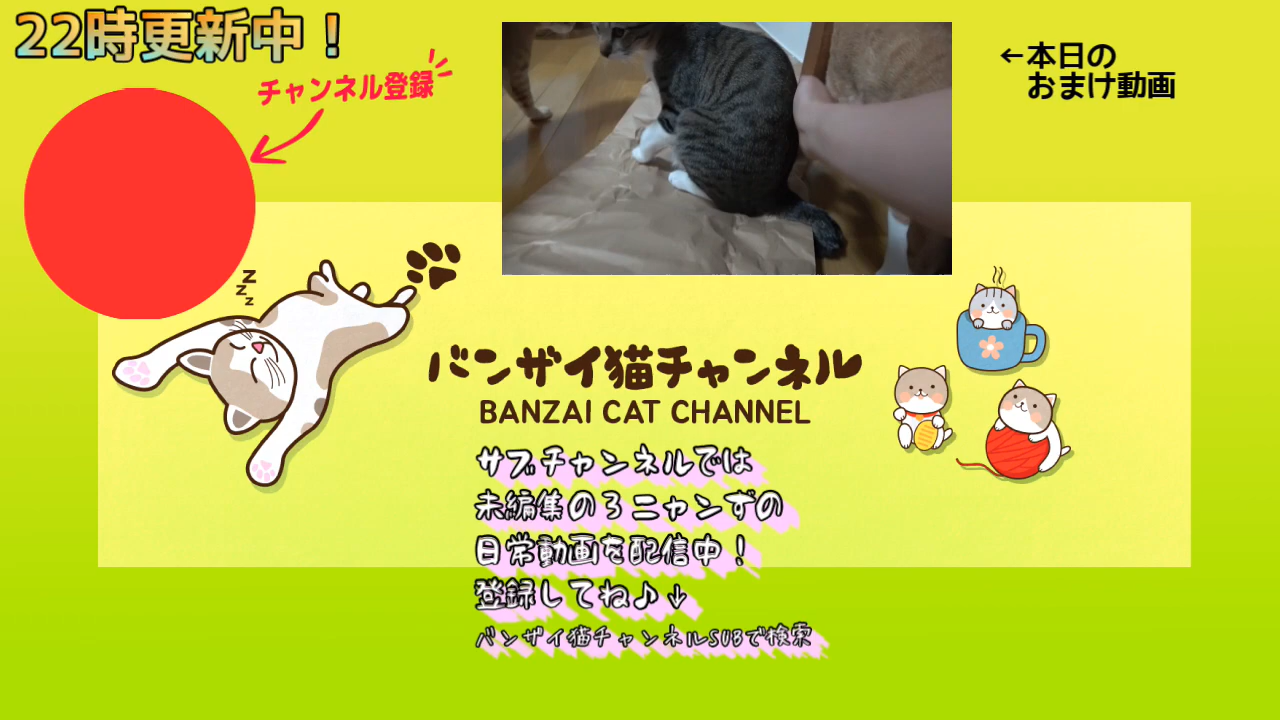 22時更新中！
チャンネル登録
←本日の
おまけ動画
zzz
バンザイ猫チャンネル
BANZAI CAT CHANNEL
サブチャンネルでは
未編集の３ニャンずの
日常動画を配信中！
登録してね♪↓
バンザイ猫チャンネルSUBで検索